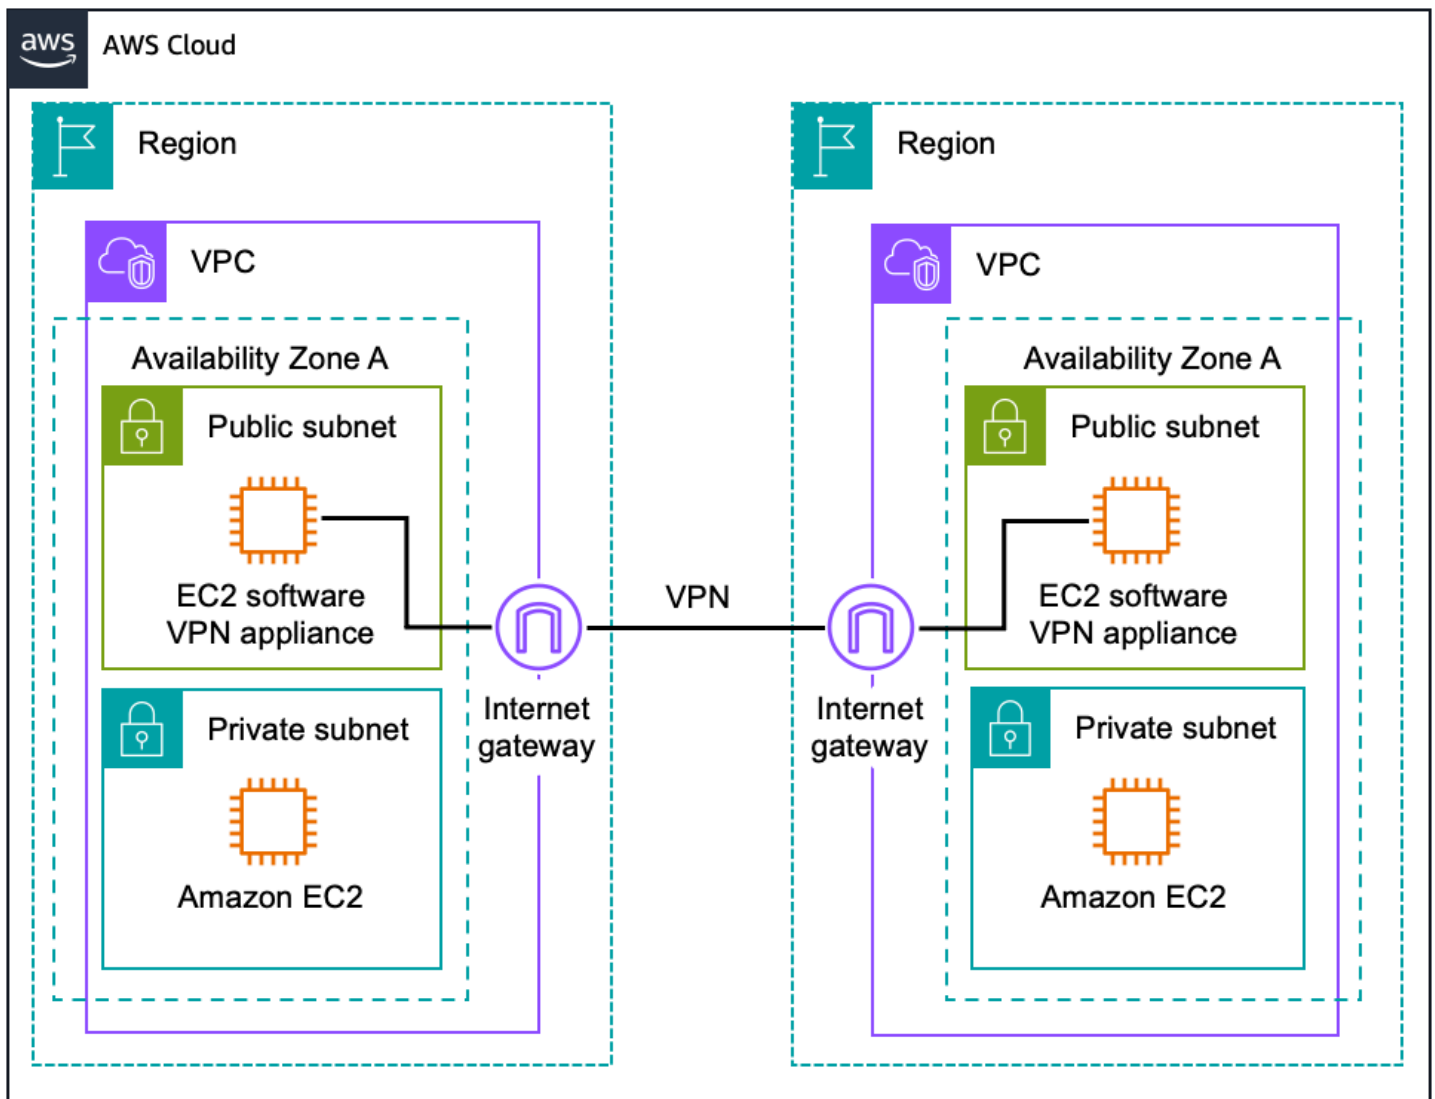 aws
AWS Cloud
Region
VPC
Availability Zone A
Public subnet
EC2 software
VPN appliance
Private subnet
Amazon EC2
Internet
gateway
VPN
Region
VPC
Availability Zone A
Public subnet
EC2 software
VPN appliance
Internet
gateway
Private subnet
Amazon EC2